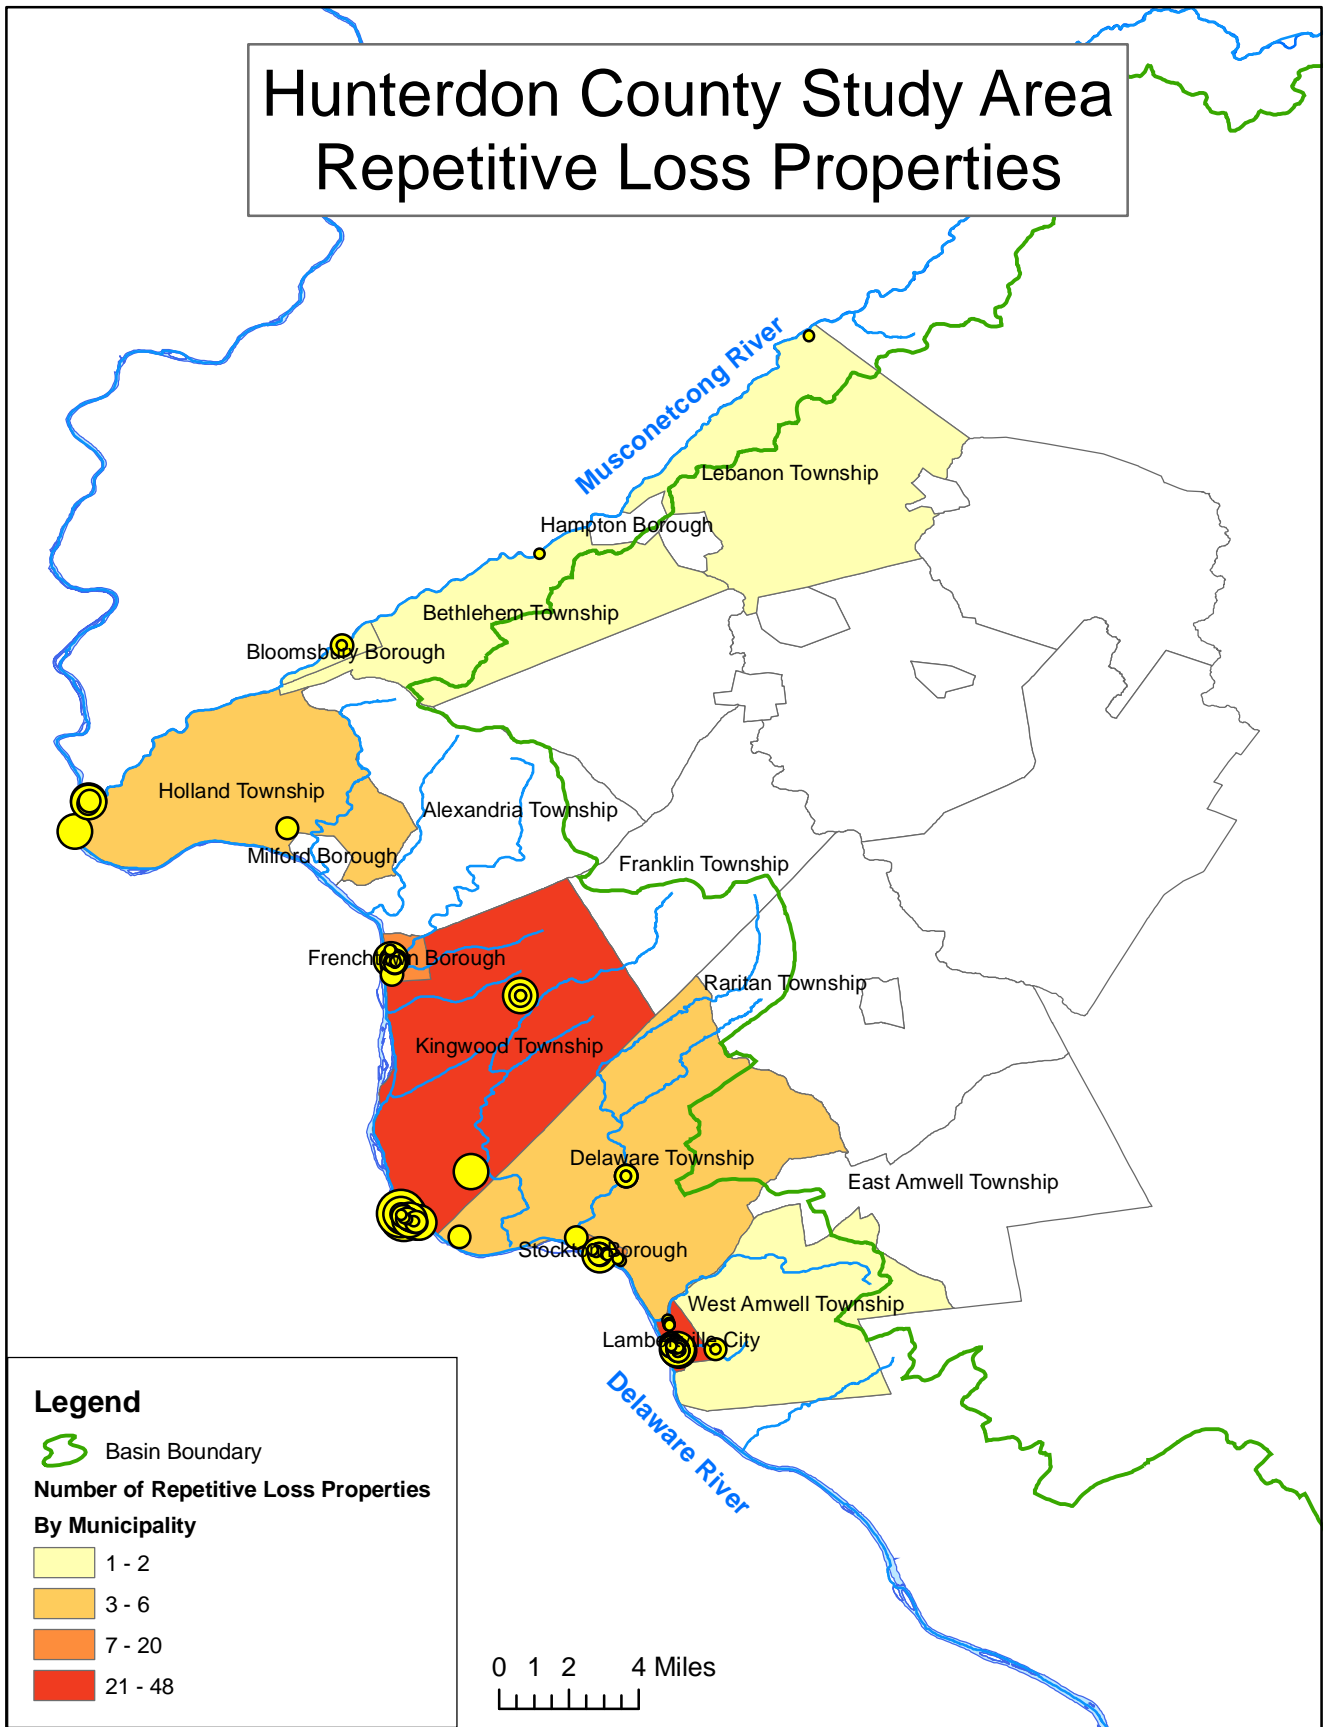 Hunterdon County Study Area
Repetitive Loss Properties
Musconetcong River
Lebanon Township
Hampton Borough
Bethlehem Township
Bloomsbury Borough
Holland Township
Alexandria Township
Milford Borough
Franklin Township
Frenchtown Borough
Raritan Township
Kingwood Township
Delaware Township
East Amwell Township
Stockton Borough
West Amwell Township
Lambertville City
Delaware River
Legend
Basin Boundary
Number of Repetitive Loss Properties
By Municipality
1 - 2
3 - 6
7 - 20
21 - 48
0 1 2 4 Miles